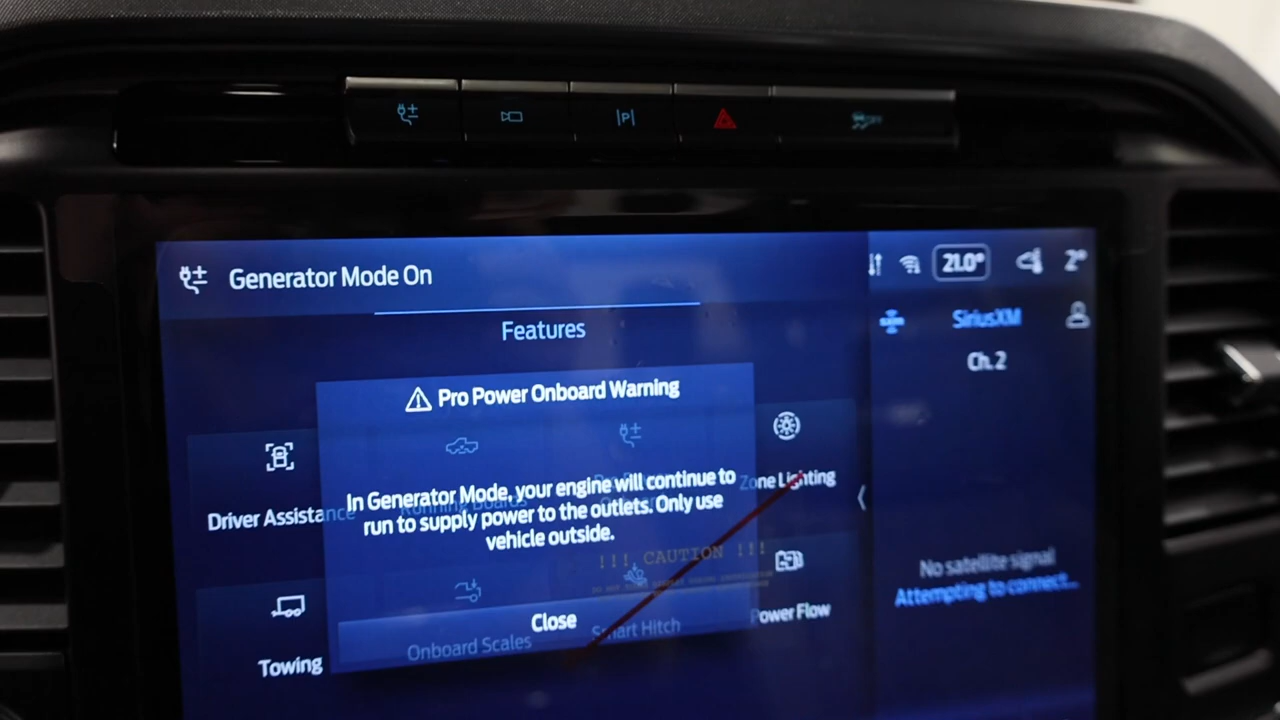 Generator Mode On
21.0°
2°
Features
SiriusXM
Ch. 2
Pro Power Onboard Warning
In Generator Mode, your engine will continue to
run to supply power to the outlets. Only use
vehicle outside.
Driver Assistance
Running Boards
Zone Lighting
!!! CAUTION !!!
No satellite signal
Attempting to connect...
Close
Towing
Onboard Scales
Smart Hitch
Power Flow